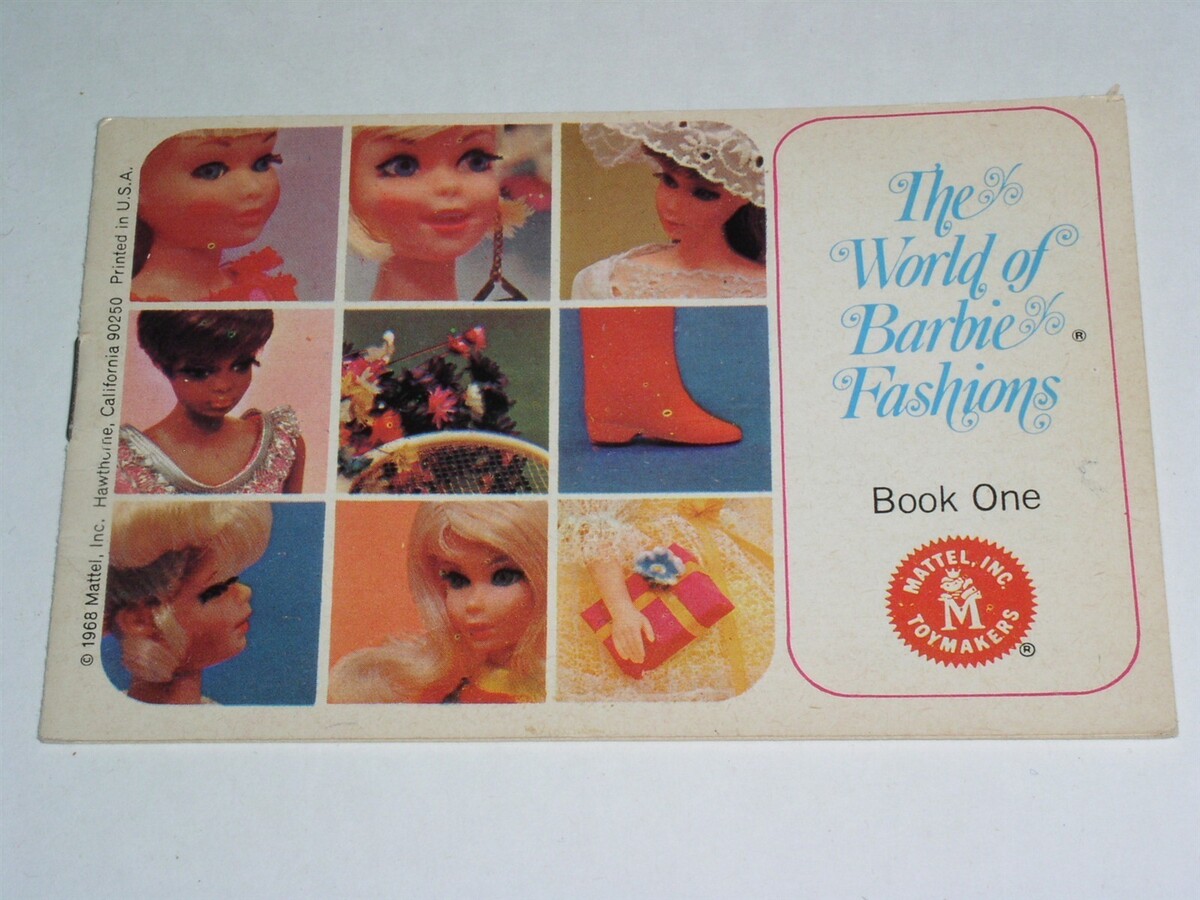 © 1968 Mattel, Inc. Hawthorne, California 90250 Printed in U.S.A.
The
World of
Barbie ®
Fashions
Book One
MATTEL, INC.
M
TOYMAKERS ®